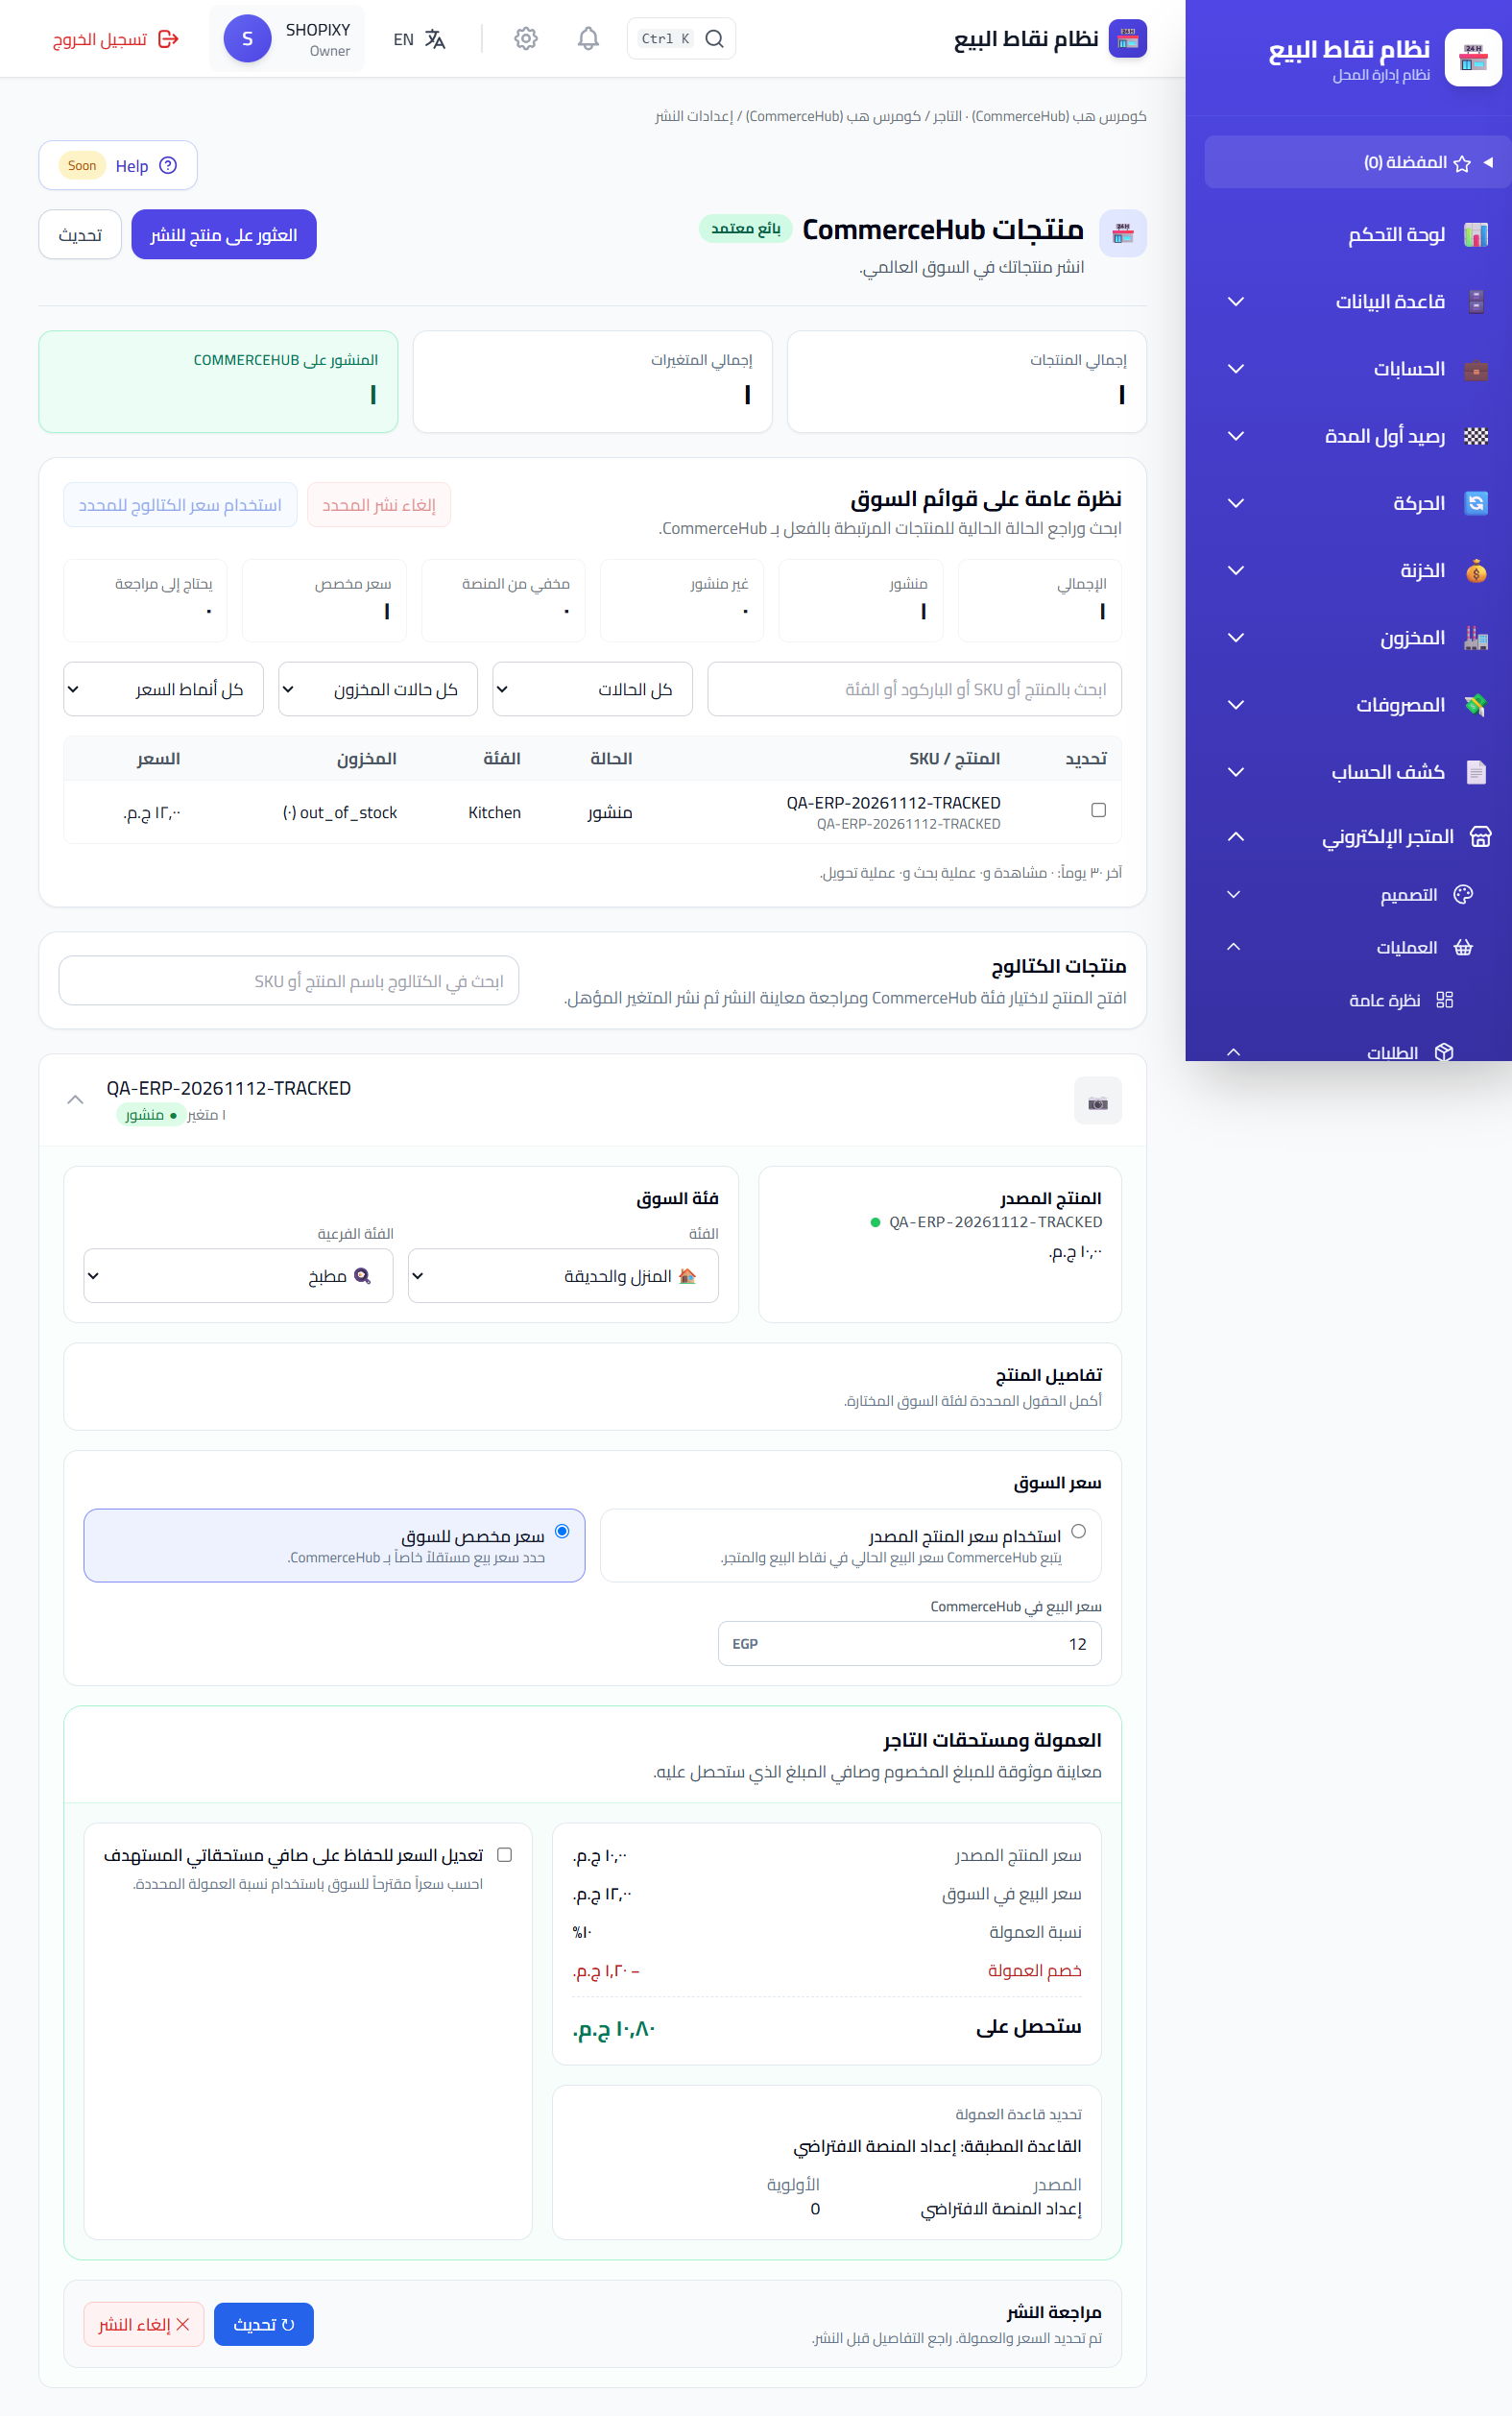 نظام نقاط البيع
نظام إدارة المحل
المفضلة (0)
لوحة التحكم
قاعدة البيانات
الحسابات
رصيد أول المدة
الحركة
الخزنة
المخزون
المصروفات
كشف الحساب
المتجر الإلكتروني
التصميم
العمليات
نظرة عامة
الطلبات
نظام نقاط البيع
Ctrl K
EN
SHOPIXY
Owner
S
تسجيل الخروج
كومرس هب (CommerceHub) · التاجر / كومرس هب (CommerceHub) / إعدادات النشر
Help Soon
منتجات CommerceHub بائع معتمد
انشر منتجاتك في السوق العالمي.
العثور على منتج للنشر
تحديث
إجمالي المنتجات
١
إجمالي المتغيرات
١
المنشور على COMMERCEHUB
١
نظرة عامة على قوائم السوق
ابحث وراجع الحالة الحالية للمنتجات المرتبطة بالفعل بـ CommerceHub.
إلغاء نشر المحدد
استخدام سعر الكتالوج للمحدد
الإجمالي
١
منشور
١
غير منشور
٠
مخفي من المنصة
٠
سعر مخصص
١
يحتاج إلى مراجعة
٠
ابحث بالمنتج أو SKU أو الباركود أو الفئة
كل الحالات
كل حالات المخزون
كل أنماط السعر
تحديد المنتج / SKU الحالة الفئة المخزون السعر
QA-ERP-20261112-TRACKED منشور Kitchen out_of_stock (٠) ١٢٫٠٠ ج.م.
QA-ERP-20261112-TRACKED
آخر ٣٠ يوماً: ٠ مشاهدة و٠ عملية بحث و٠ عملية تحويل.
منتجات الكتالوج
افتح المنتج لاختيار فئة CommerceHub ومراجعة معاينة النشر ثم نشر المتغير المؤهل.
ابحث في الكتالوج باسم المنتج أو SKU
QA-ERP-20261112-TRACKED
١ متغير ● منشور
المنتج المصدر
QA-ERP-20261112-TRACKED
١٠٫٠٠ ج.م.
فئة السوق
الفئة
المنزل والحديقة
الفئة الفرعية
مطبخ
تفاصيل المنتج
أكمل الحقول المحددة لفئة السوق المختارة.
سعر السوق
استخدام سعر المنتج المصدر
يتبع CommerceHub سعر البيع الحالي في نقاط البيع والمتجر.
سعر مخصص للسوق
حدد سعر بيع مستقلاً خاصاً بـ CommerceHub.
سعر البيع في CommerceHub
12 EGP
العمولة ومستحقات التاجر
معاينة موثوقة للمبلغ المخصوم وصافي المبلغ الذي ستحصل عليه.
سعر المنتج المصدر ١٠٫٠٠ ج.م.
سعر البيع في السوق ١٢٫٠٠ ج.م.
نسبة العمولة ١٠%
خصم العمولة − ١٫٢٠ ج.م.
ستحصل على ١٠٫٨٠ ج.م.
تعديل السعر للحفاظ على صافي مستحقاتي المستهدف
احسب سعراً مقترحاً للسوق باستخدام نسبة العمولة المحددة.
تحديد قاعدة العمولة
القاعدة المطبقة: إعداد المنصة الافتراضي
المصدر الأولوية
إعداد المنصة الافتراضي 0
مراجعة النشر
تم تحديد السعر والعمولة. راجع التفاصيل قبل النشر.
↻ تحديث
✕ إلغاء النشر